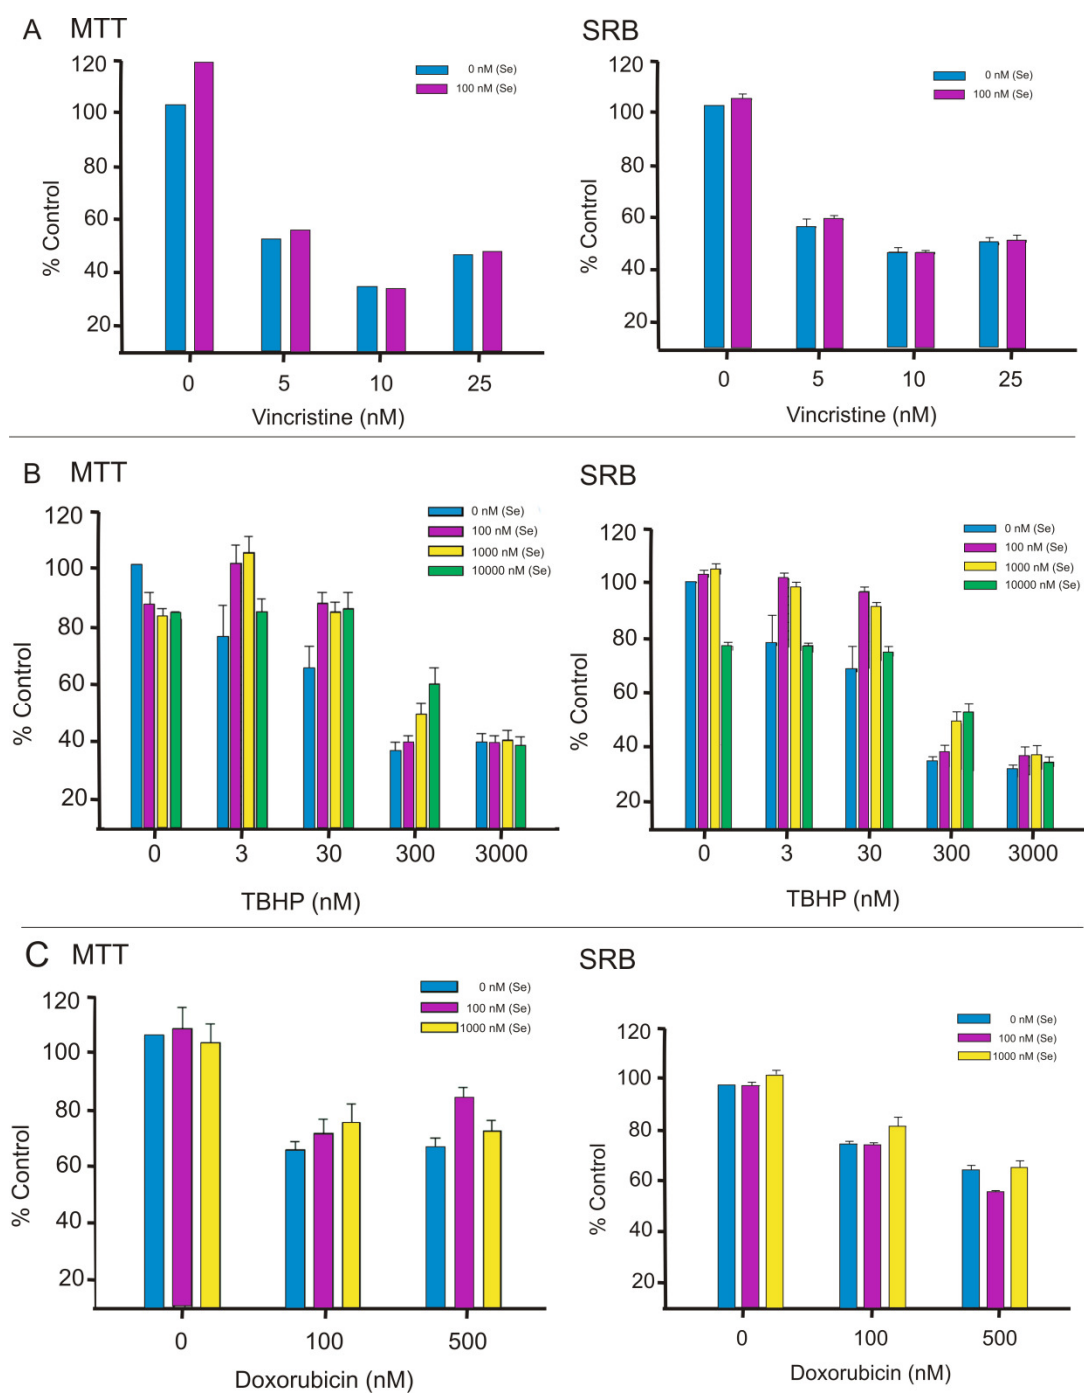 A MTT
120
100
80
60
40
20
% Control
0 nM (Se)
100 nM (Se)
0 5 10 25
Vincristine (nM)
SRB
120
100
80
60
40
20
% Control
0 nM (Se)
100 nM (Se)
0 5 10 25
Vincristine (nM)
B MTT
120
100
80
60
40
20
% Control
0 nM (Se)
100 nM (Se)
1000 nM (Se)
10000 nM (Se)
0 3 30 300 3000
TBHP (nM)
SRB
120
100
80
60
40
20
% Control
0 nM (Se)
100 nM (Se)
1000 nM (Se)
10000 nM (Se)
0 3 30 300 3000
TBHP (nM)
C MTT
120
100
80
60
40
20
% Control
0 nM (Se)
100 nM (Se)
1000 nM (Se)
0 100 500
Doxorubicin (nM)
SRB
120
100
80
60
40
20
% Control
0 nM (Se)
100 nM (Se)
1000 nM (Se)
0 100 500
Doxorubicin (nM)